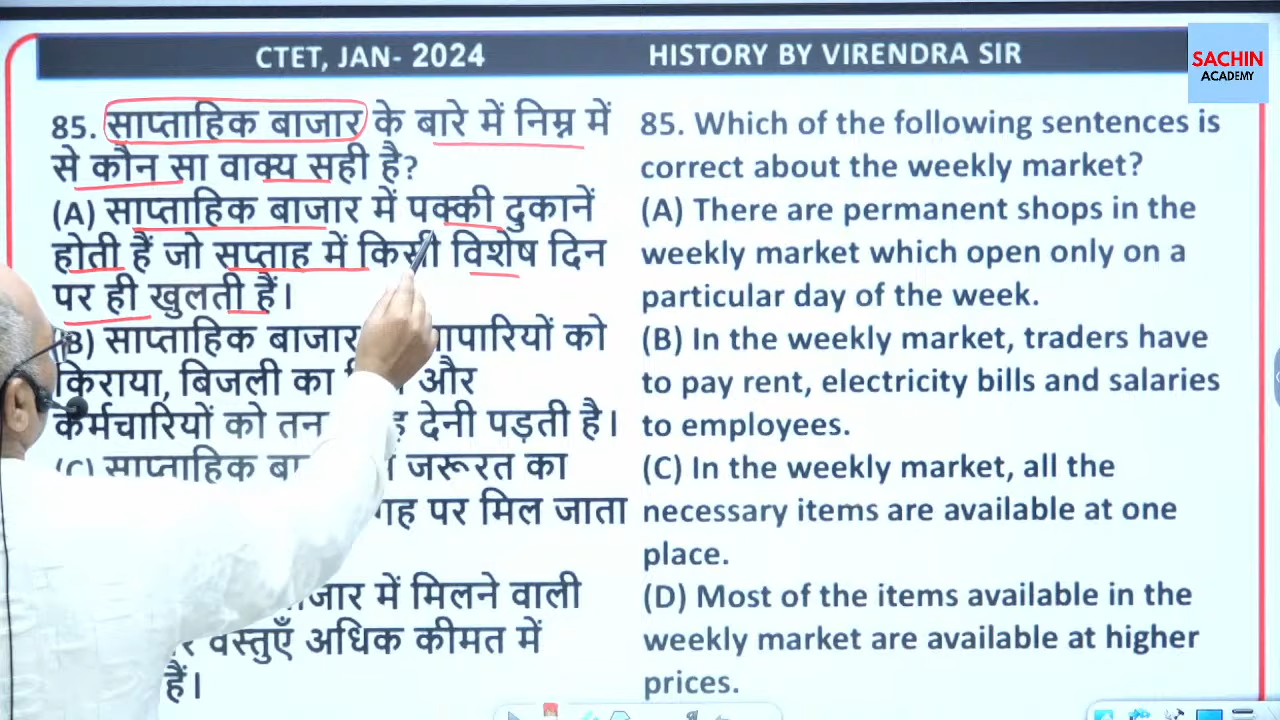 CTET, JAN- 2024
HISTORY BY VIRENDRA SIR
SACHIN
ACADEMY
85. साप्ताहिक बाजार के बारे में निम्न में
से कौन सा वाक्य सही है?
(A) साप्ताहिक बाजार में पक्की दुकानें
होती हैं जो सप्ताह में किसी विशेष दिन
पर ही खुलती हैं।
B) साप्ताहिक बाजार को
किराया, बिजली का और
कर्मचारियों को देनी पड़ती है।
साप्ताहिक जरूरत का
पर मिल जाता
में मिलने वाली
वस्तुएँ अधिक कीमत में
हैं।
85. Which of the following sentences is
correct about the weekly market?
(A) There are permanent shops in the
weekly market which open only on a
particular day of the week.
(B) In the weekly market, traders have
to pay rent, electricity bills and salaries
to employees.
(C) In the weekly market, all the
necessary items are available at one
place.
(D) Most of the items available in the
weekly market are available at higher
prices.